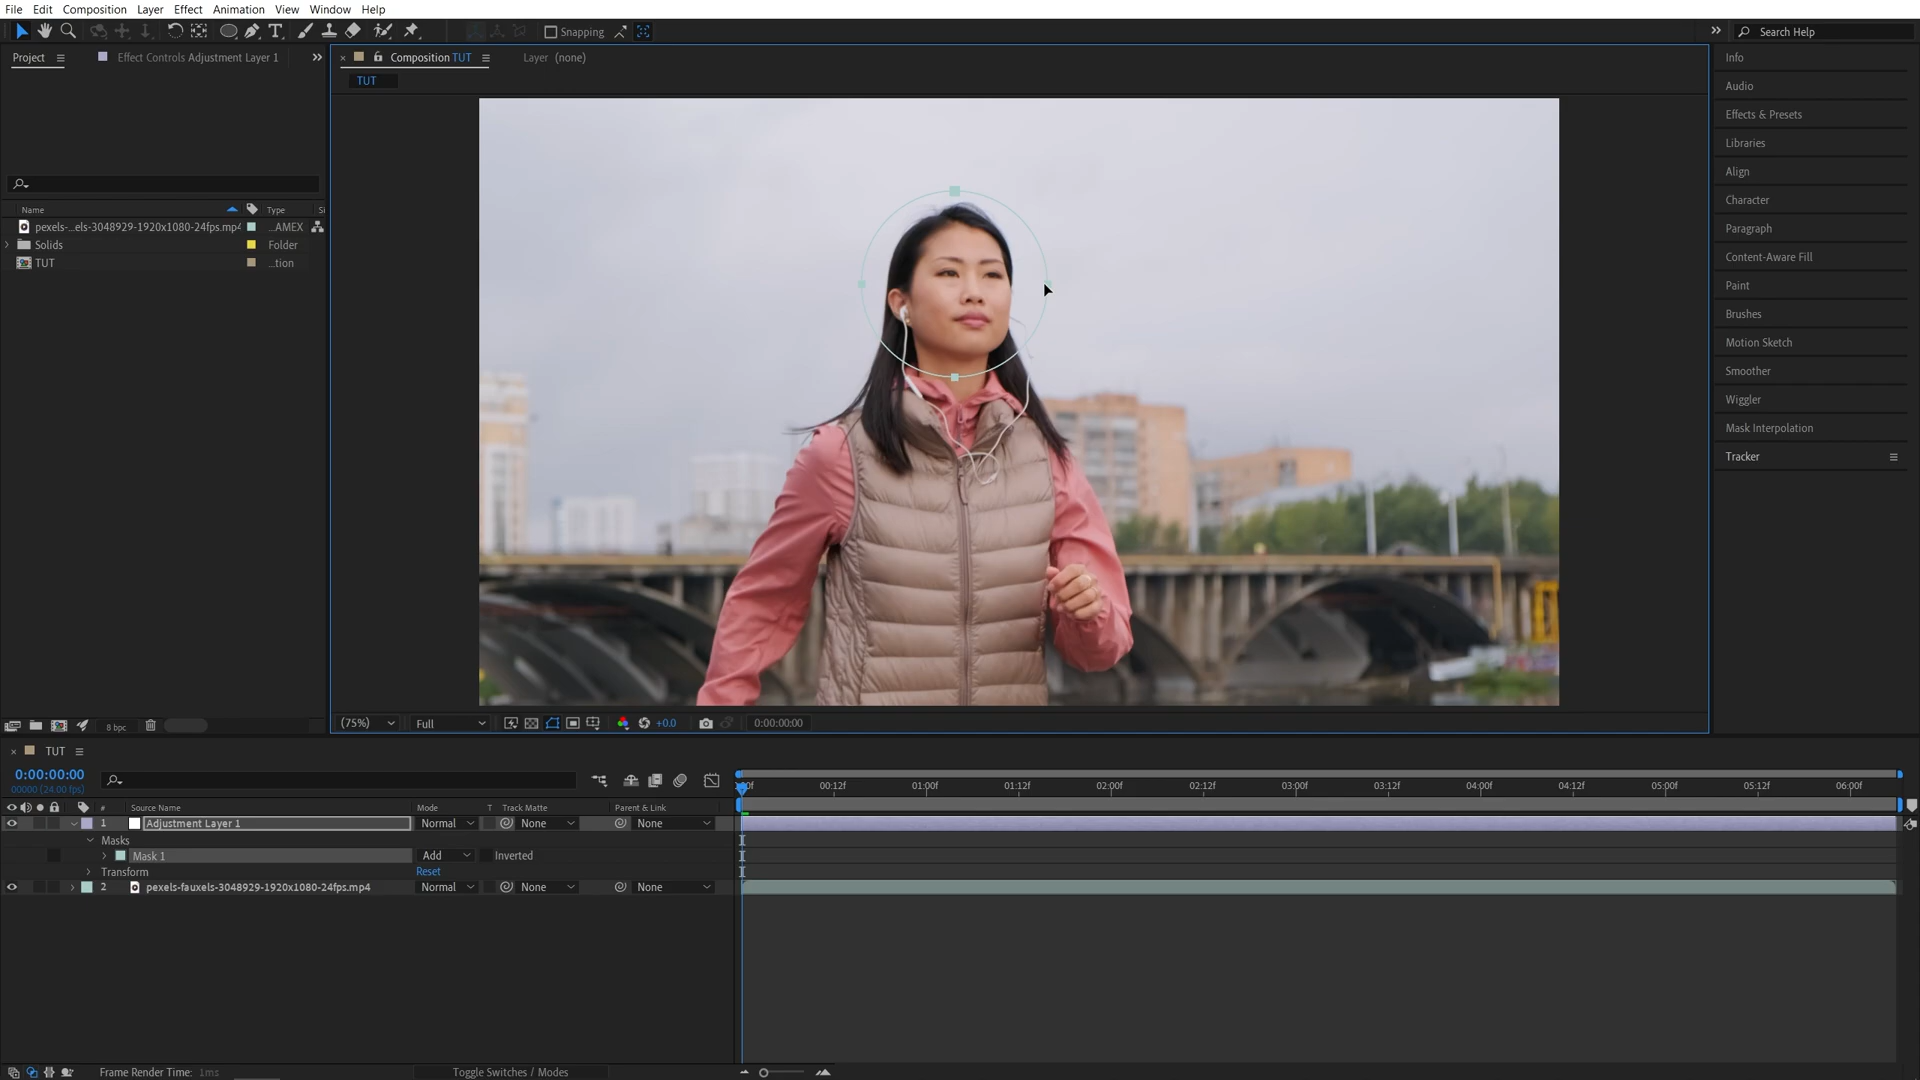 File Edit Composition Layer Effect Animation View Window Help
Snapping
Search Help
Project
Effect Controls Adjustment Layer 1
Composition TUT
Layer (none)
TUT
Name
Type
Si
pexels-...els-3048929-1920x1080-24fps.mp4
...AMEX
Solids
Folder
TUT
...tion
Info
Audio
Effects & Presets
Libraries
Align
Character
Paragraph
Content-Aware Fill
Paint
Brushes
Motion Sketch
Smoother
Wiggler
Mask Interpolation
Tracker
8 bpc
(75%)
Full
+0.0
0:00:00:00
TUT
0:00:00:00
00000 (24.00 fps)
00:12f 01:00f 01:12f 02:00f 02:12f 03:00f 03:12f 04:00f 04:12f 05:00f 05:12f 06:00f
# Source Name Mode T Track Matte Parent & Link
1 Adjustment Layer 1 Normal None None
Masks
Mask 1 Add Inverted
Transform Reset
2 pexels-fauxels-3048929-1920x1080-24fps.mp4 Normal None None
Frame Render Time: 1ms
Toggle Switches / Modes